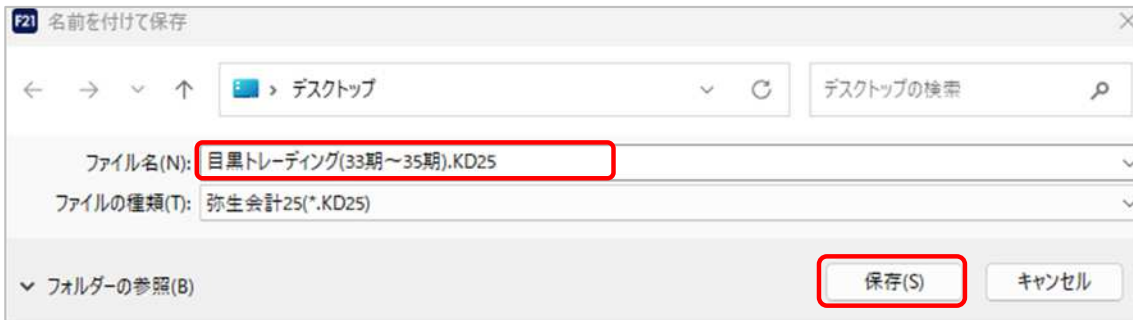 F21 名前を付けて保存
デスクトップ
デスクトップの検索
ファイル名(N): 目黒トレーディング(33期～35期).KD25
ファイルの種類(T): 弥生会計25(*.KD25)
フォルダーの参照(B)
保存(S)
キャンセル